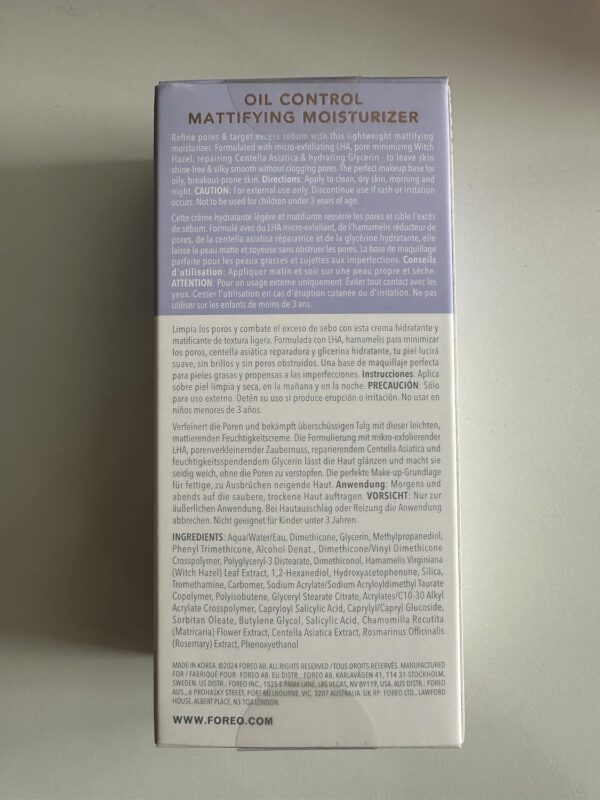 OIL CONTROL
MATTIFYING MOISTURIZER
Refine pores & target excess sebum with this lightweight mattifying
moisturizer. Formulated with micro-exfoliating LHA, pore minimizing Witch
Hazel, repairing Centella Asiatica & hydrating Glycerin - to leave skin
shine-free & silky smooth without clogging pores. The perfect makeup base for
oily, breakout-prone skin. Directions: Apply to clean, dry skin, morning and
night. CAUTION: For external use only. Discontinue use if rash or irritation
occurs. Not to be used for children under 3 years of age.
Cette crème hydratante légère et matifiante resserre les pores et cible l'excès
de sébum. Formulé avec du LHA micro-exfoliant, de l'hamamélis réducteur de
pores, de la centella asiatica réparatrice et de la glycérine hydratante, elle
laisse la peau matte et soyeuse sans obstruer les pores. La base de maquillage
parfaite pour les peaux grasses et sujettes aux imperfections. Conseils
d'utilisation: Appliquer matin et soir sur une peau propre et sèche.
ATTENTION: Pour un usage externe uniquement. Éviter tout contact avec les
yeux. Cesser l'utilisation en cas d'éruption cutanée ou d'irritation. Ne pas
utiliser sur les enfants de moins de 3 ans.
Limpia los poros y combate el exceso de sebo con esta crema hidratante y
matificante de textura ligera. Formulada con LHA, hamamelis para minimizar
los poros, centella asiática reparadora y glicerina hidratante, tu piel lucirá
suave, sin brillos y sin poros obstruidos. Una base de maquillaje perfecta
para pieles grasas y propensas a las imperfecciones. Instrucciones: Aplica
sobre piel limpia y seca, en la mañana y en la noche. PRECAUCIÓN: Sólo
para uso externo. Detén su uso si produce erupción o irritación. No usar en
niños menores de 3 años.
Verfeinert die Poren und bekämpft überschüssigen Talg mit dieser leichten,
mattierenden Feuchtigkeitscreme. Die Formulierung mit mikro-exfolierender
LHA, porenverkleinernder Zaubernuss, reparierendem Centella Asiatica und
feuchtigkeitsspendendem Glycerin lässt die Haut glänzen und macht sie
seidig weich, ohne die Poren zu verstopfen. Die perfekte Make-up-Grundlage
für fettige, zu Ausbrüchen neigende Haut. Anwendung: Morgens und
abends auf die saubere, trockene Haut auftragen. VORSICHT: Nur zur
äußerlichen Anwendung. Bei Hautausschlag oder Reizung die Anwendung
abbrechen. Nicht geeignet für Kinder unter 3 Jahren.
INGREDIENTS: Aqua/Water/Eau, Dimethicone, Glycerin, Methylpropanediol,
Phenyl Trimethicone, Alcohol Denat., Dimethicone/Vinyl Dimethicone
Crosspolymer, Polyglyceryl-3 Distearate, Dimethiconol, Hamamelis Virginiana
(Witch Hazel) Leaf Extract, 1,2-Hexanediol, Hydroxyacetophenone, Silica,
Tromethamine, Carbomer, Sodium Acrylate/Sodium Acryloyldimethyl Taurate
Copolymer, Polyisobutene, Glyceryl Stearate Citrate, Acrylates/C10-30 Alkyl
Acrylate Crosspolymer, Capryloyl Salicylic Acid, Caprylyl/Capryl Glucoside,
Sorbitan Oleate, Butylene Glycol, Salicylic Acid, Chamomilla Recutita
(Matricaria) Flower Extract, Centella Asiatica Extract, Rosmarinus Officinalis
(Rosemary) Extract, Phenoxyethanol
MADE IN KOREA. ©2024 FOREO AB. ALL RIGHTS RESERVED / TOUS DROITS RÉSERVÉS. MANUFACTURED
FOR / FABRIQUÉ POUR: FOREO AB. EU DISTR.: FOREO AB, KARLAVÄGEN 41, 114 31 STOCKHOLM,
SWEDEN. US DISTR.: FOREO INC., 1525 E PAMA LANE, LAS VEGAS, NV 89119, USA. AUS DISTR.: FOREO
AUS., 6 PROHASKY STREET, PORT MELBOURNE, VIC, 3207 AUSTRALIA. UK RP: FOREO LTD., LAWFORD
HOUSE, ALBERT PLACE, N3 1QA LONDON.
WWW.FOREO.COM